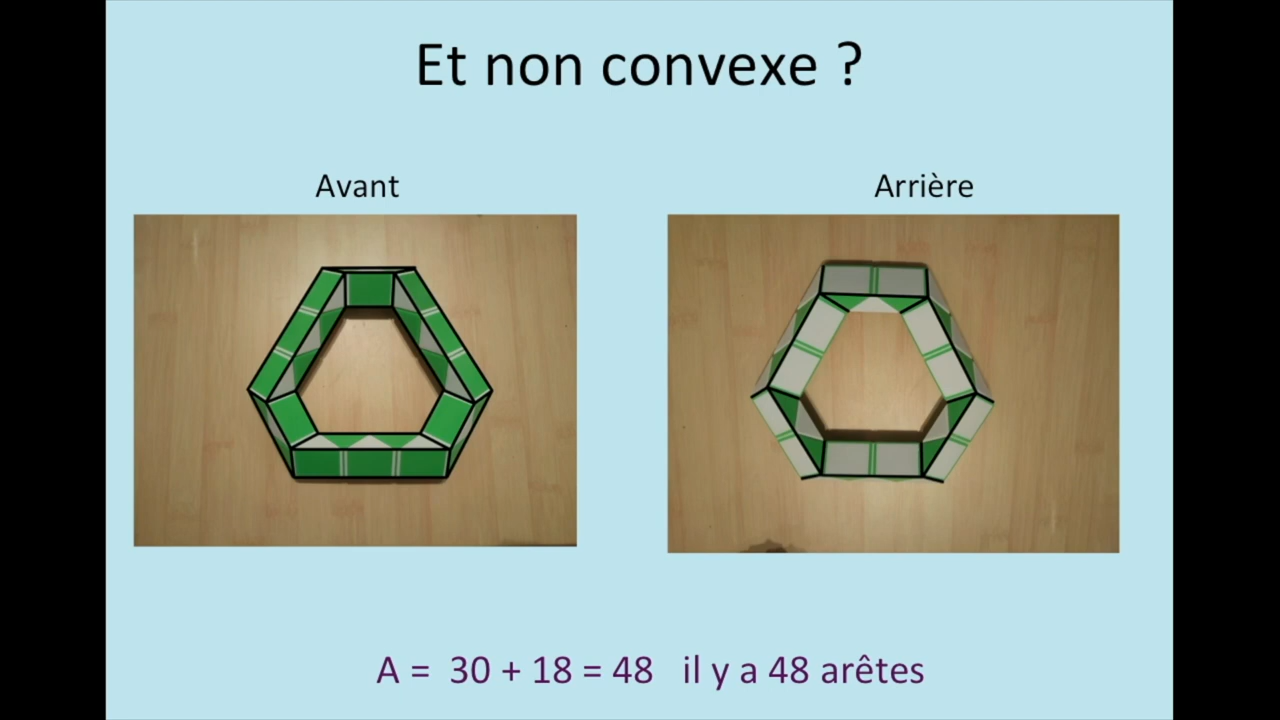 Et non convexe ?
Avant
Arrière
A = 30 + 18 = 48 il y a 48 arêtes